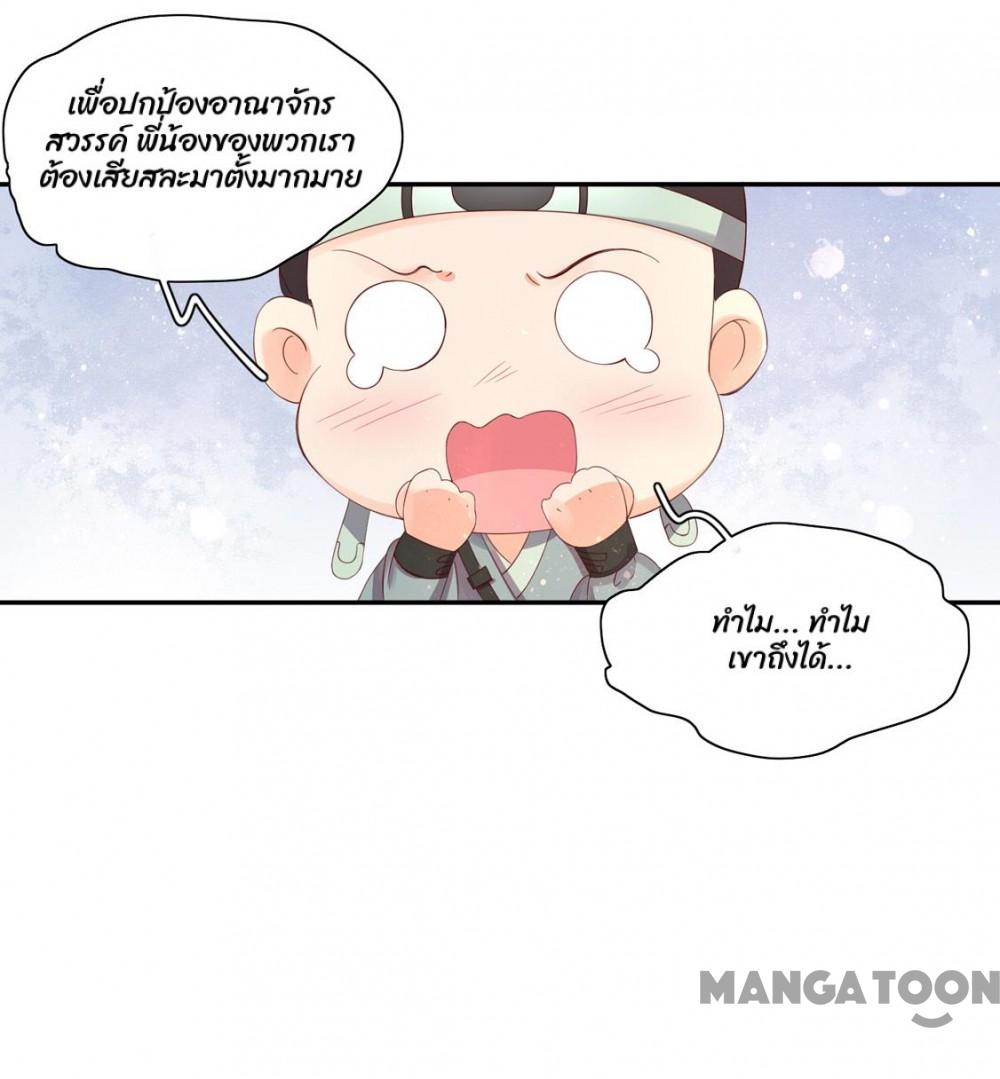 เพื่อปกป้องอาณาจักร
สวรรค์ พี่น้องของพวกเรา
ต้องเสียสละมาตั้งมากมาย
ทำไม... ทำไม
เขาถึงได้...
MANGATOON